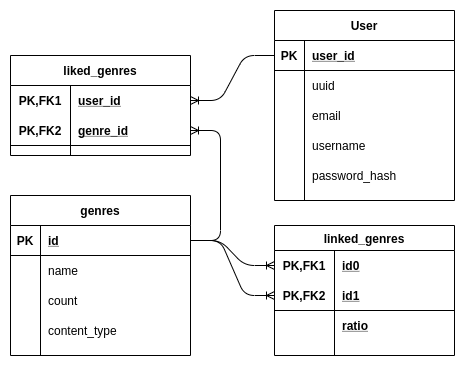 liked_genres
PK,FK1 user_id
PK,FK2 genre_id
User
PK user_id
uuid
email
username
password_hash
genres
PK id
name
count
content_type
linked_genres
PK,FK1 id0
PK,FK2 id1
ratio